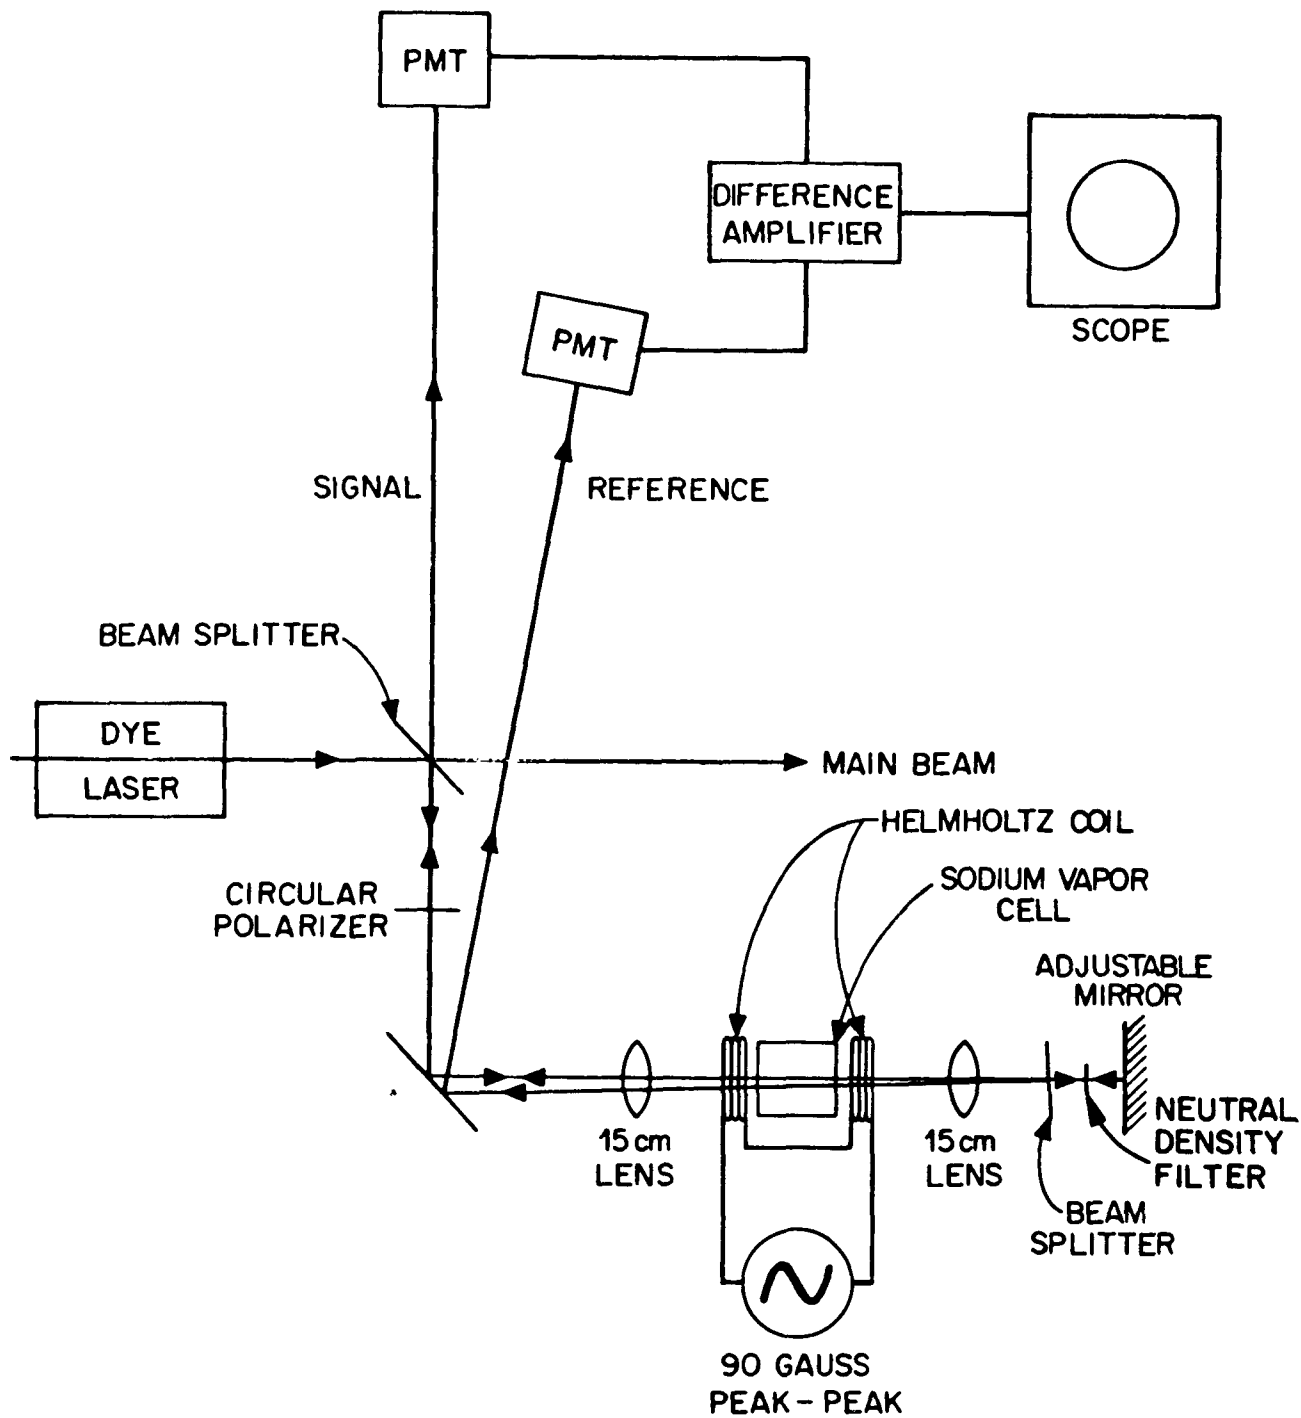 PMT
DIFFERENCE
AMPLIFIER
SCOPE
PMT
SIGNAL
REFERENCE
BEAM SPLITTER
DYE
LASER
MAIN BEAM
HELMHOLTZ COIL
CIRCULAR
POLARIZER
SODIUM VAPOR
CELL
ADJUSTABLE
MIRROR
15 cm
LENS
15 cm
LENS
NEUTRAL
DENSITY
FILTER
BEAM
SPLITTER
90 GAUSS
PEAK - PEAK